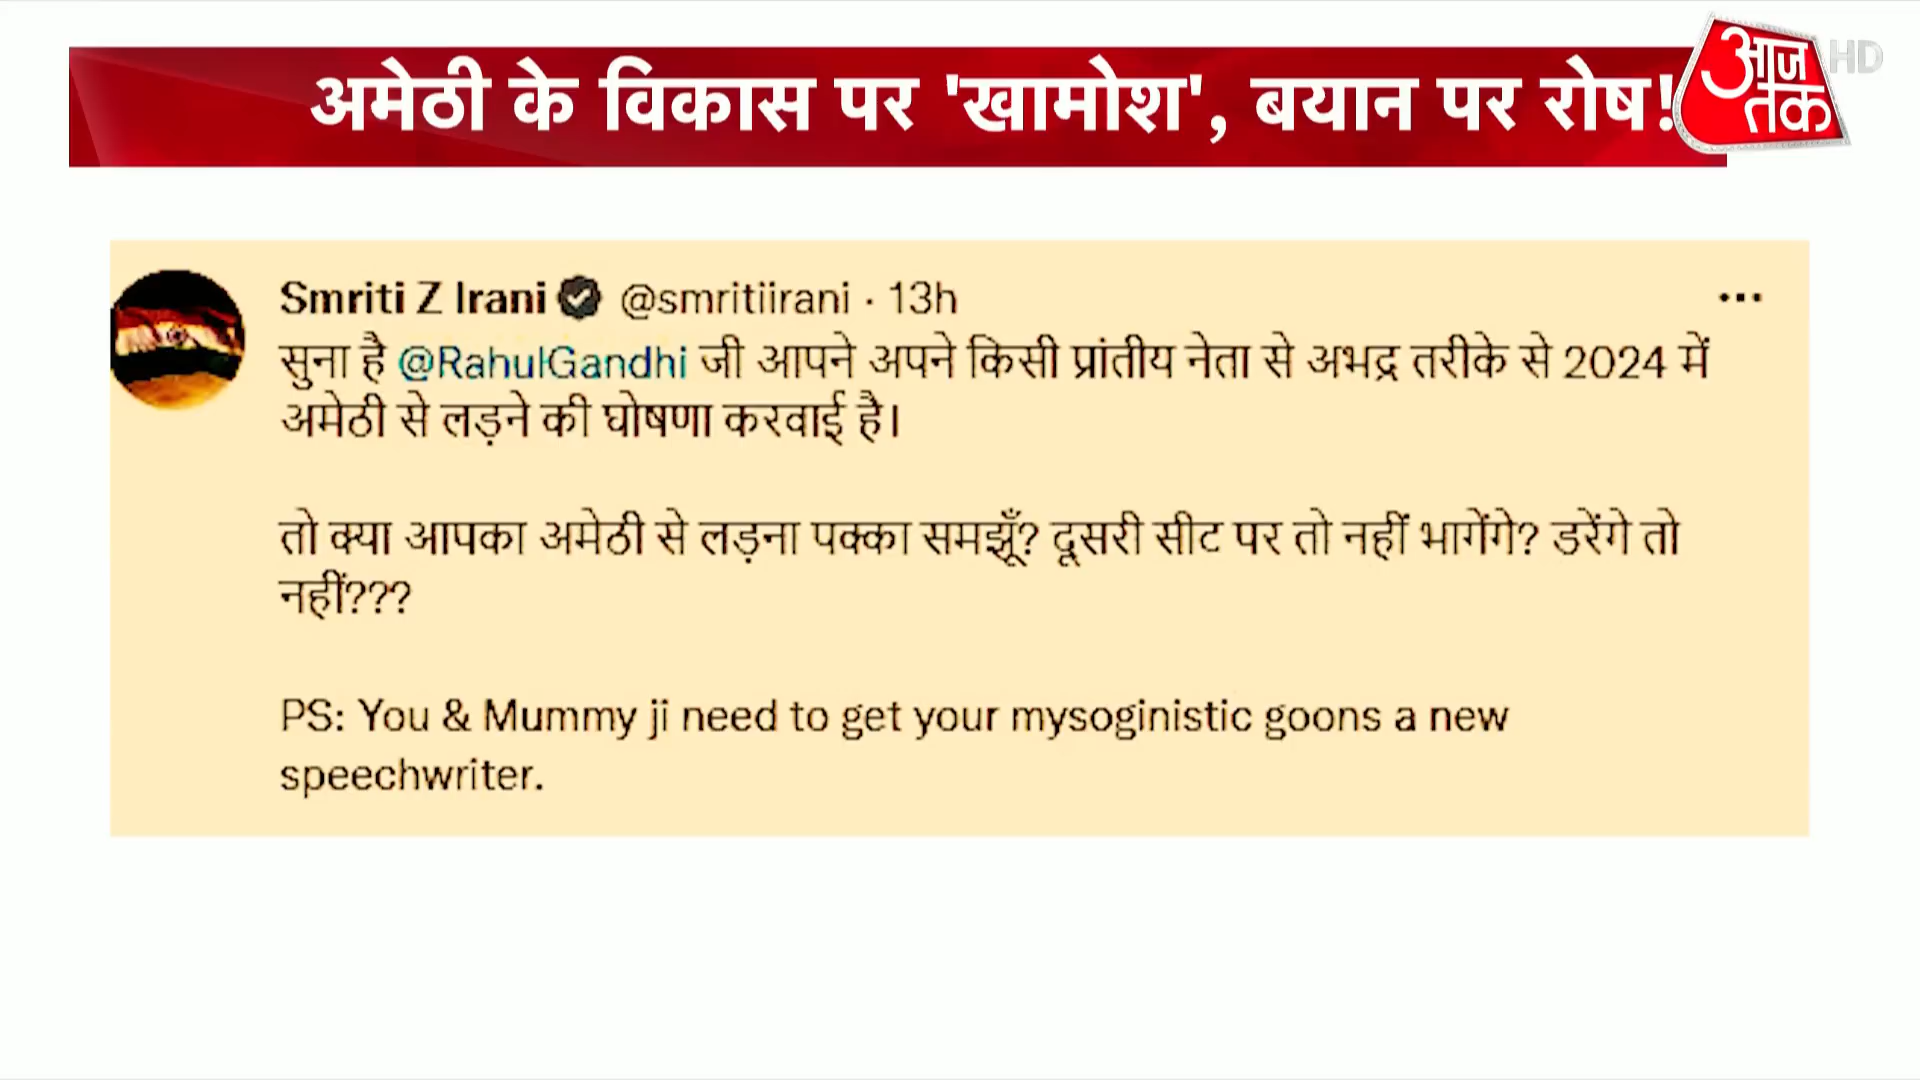 अमेठी के विकास पर 'खामोश', बयान पर रोष!
आज
तक
HD
Smriti Z Irani @smritiirani · 13h
सुना है @RahulGandhi जी आपने अपने किसी प्रांतीय नेता से अभद्र तरीके से 2024 में
अमेठी से लड़ने की घोषणा करवाई है।
तो क्या आपका अमेठी से लड़ना पक्का समझूँ? दूसरी सीट पर तो नहीं भागेंगे? डरेंगे तो
नहीं???
PS: You & Mummy ji need to get your mysoginistic goons a new
speechwriter.